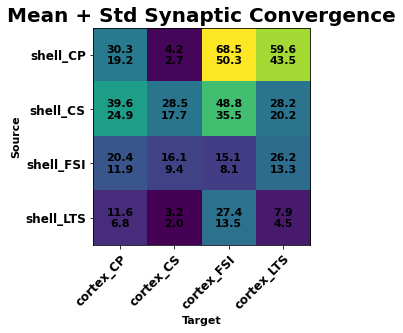 Mean + Std Synaptic Convergence
shell_CP 30.3 4.2 68.5 59.6
19.2 2.7 50.3 43.5
shell_CS 39.6 28.5 48.8 28.2
24.9 17.7 35.5 20.2
shell_FSI 20.4 16.1 15.1 26.2
11.9 9.4 8.1 13.3
shell_LTS 11.6 3.2 27.4 7.9
6.8 2.0 13.5 4.5
Source
cortex_CP cortex_CS cortex_FSI cortex_LTS
Target